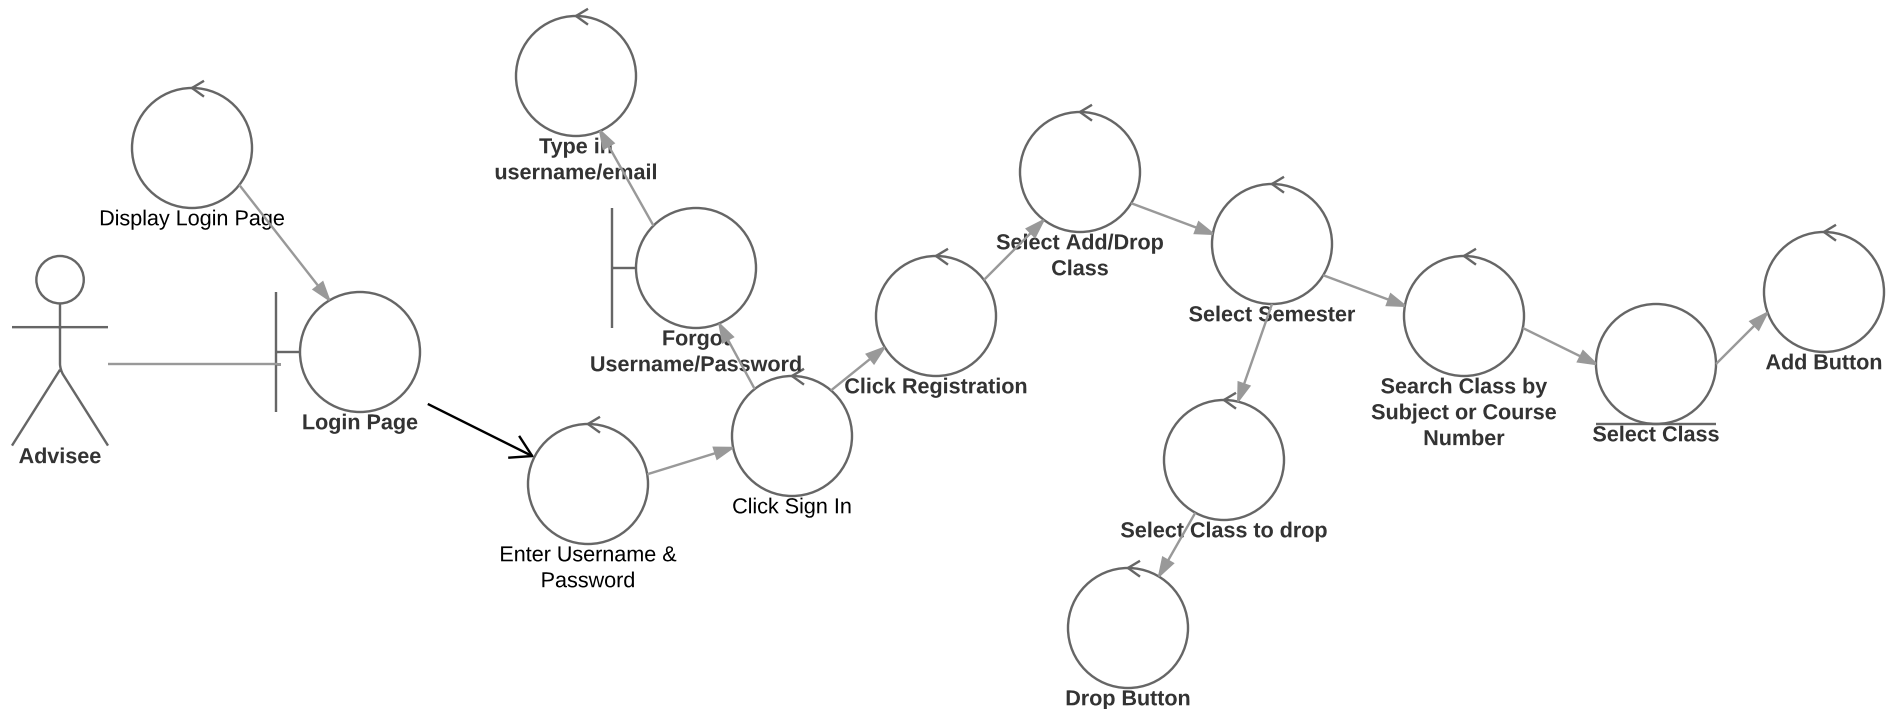 Type in
username/email
Display Login Page
Forgot
Username/Password
Select Add/Drop
Class
Select Semester
Add Button
Click Registration
Search Class by
Subject or Course
Number
Select Class
Login Page
Advisee
Click Sign In
Enter Username &
Password
Select Class to drop
Drop Button